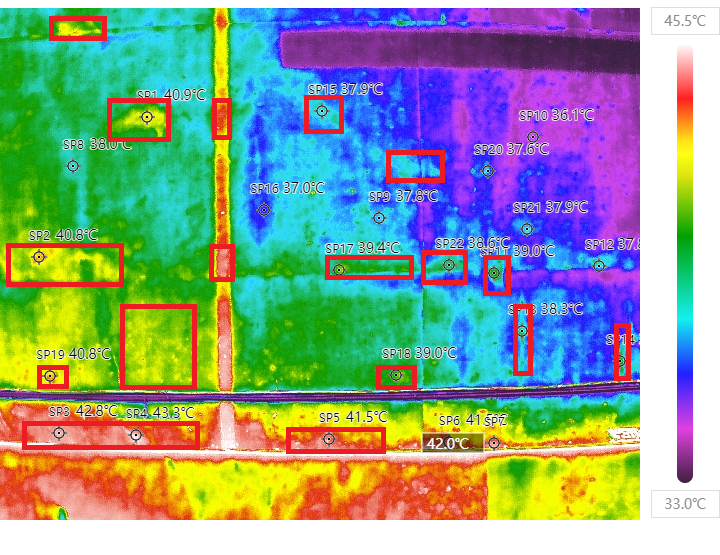 45.5℃
SP1 40.9℃
SP15 37.9℃
SP10 36.1℃
SP8 38.0℃
SP20 37.6℃
SP16 37.0℃
SP9 37.8℃
SP21 37.9℃
SP2 40.8℃
SP17 39.4℃
SP22 38.6℃
39.0℃
SP12 37.8
38.3℃
SP19 40.8℃
SP18 39.0℃
SP3 42.8℃
SP4 43.3℃
SP5 41.5℃
SP6
SP7
42.0℃
33.0℃